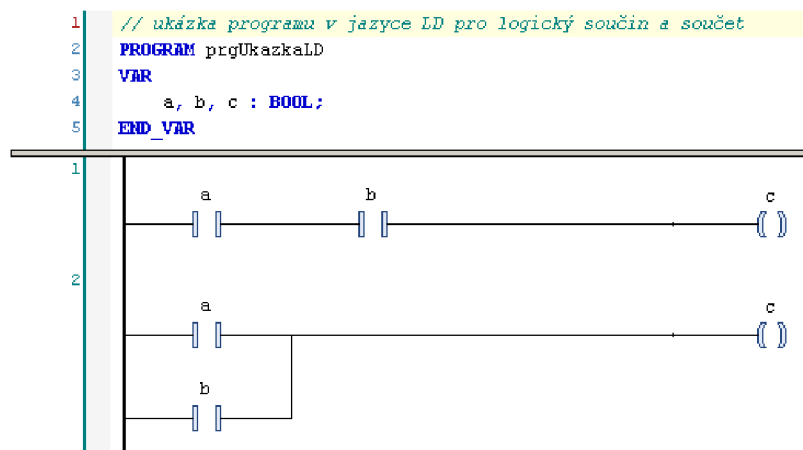 1 // ukázka programu v jazyce LD pro logický součin a součet
2 PROGRAM prgUkazkaLD
3 VAR
4 a, b, c : BOOL;
5 END_VAR
1
a b c
2
a c
b